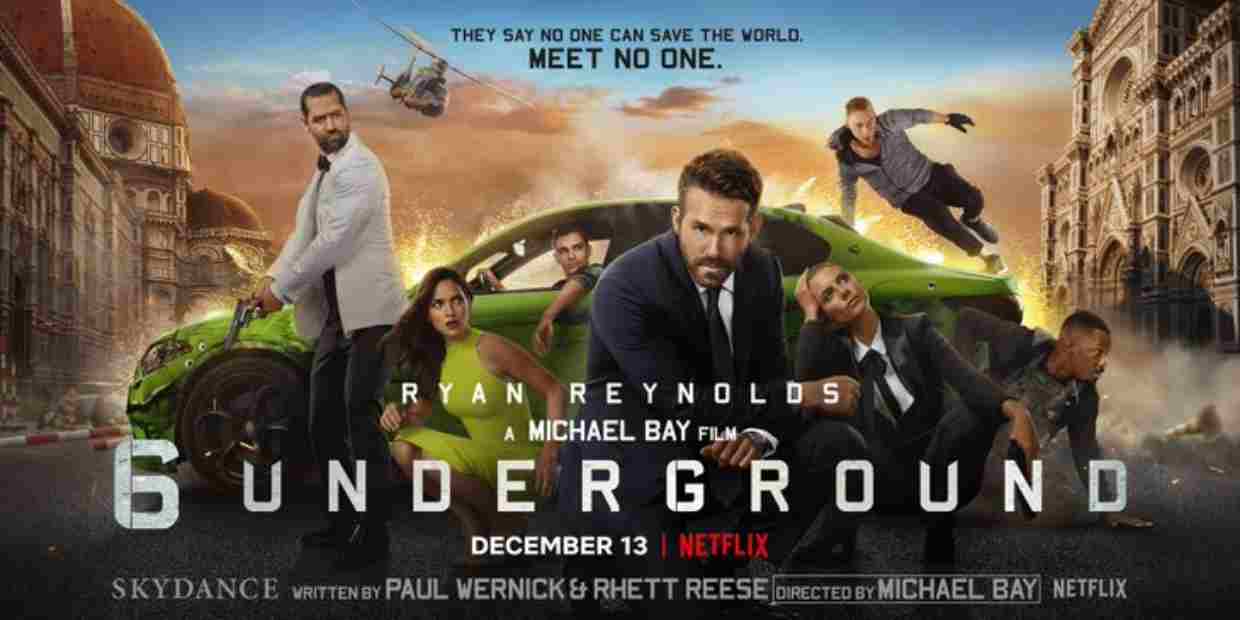 THEY SAY NO ONE CAN SAVE THE WORLD.
MEET NO ONE.
RYAN REYNOLDS
A MICHAEL BAY FILM
6 UNDERGROUND
DECEMBER 13 | NETFLIX
SKYDANCE WRITTEN BY PAUL WERNICK & RHETT REESE DIRECTED BY MICHAEL BAY NETFLIX